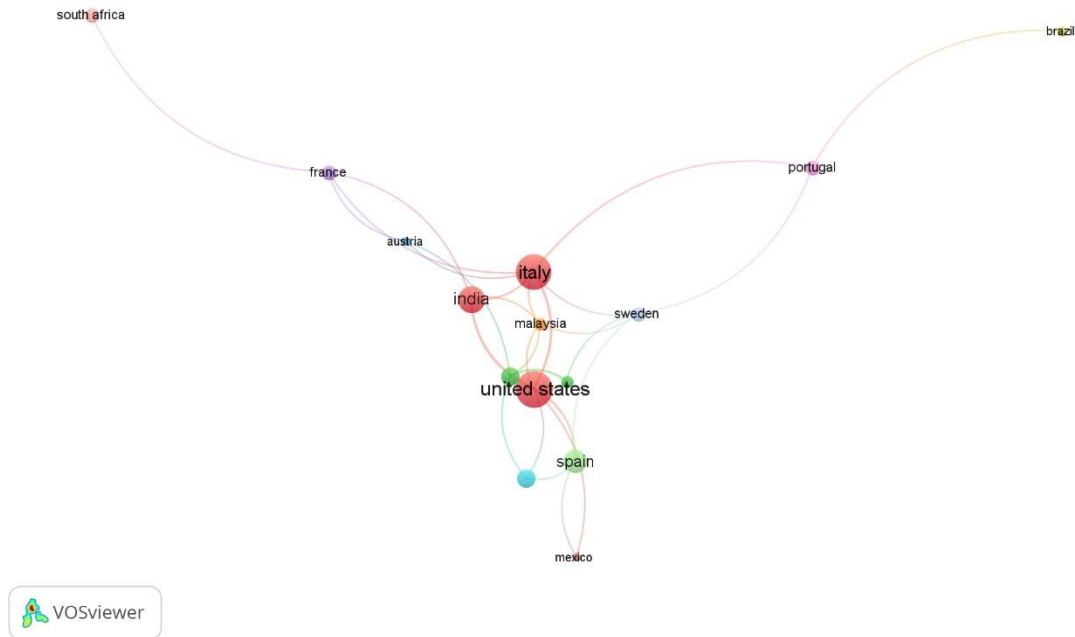 south africa
brazil
france
portugal
austria
italy
india
sweden
malaysia
united states
spain
mexico
VOSviewer